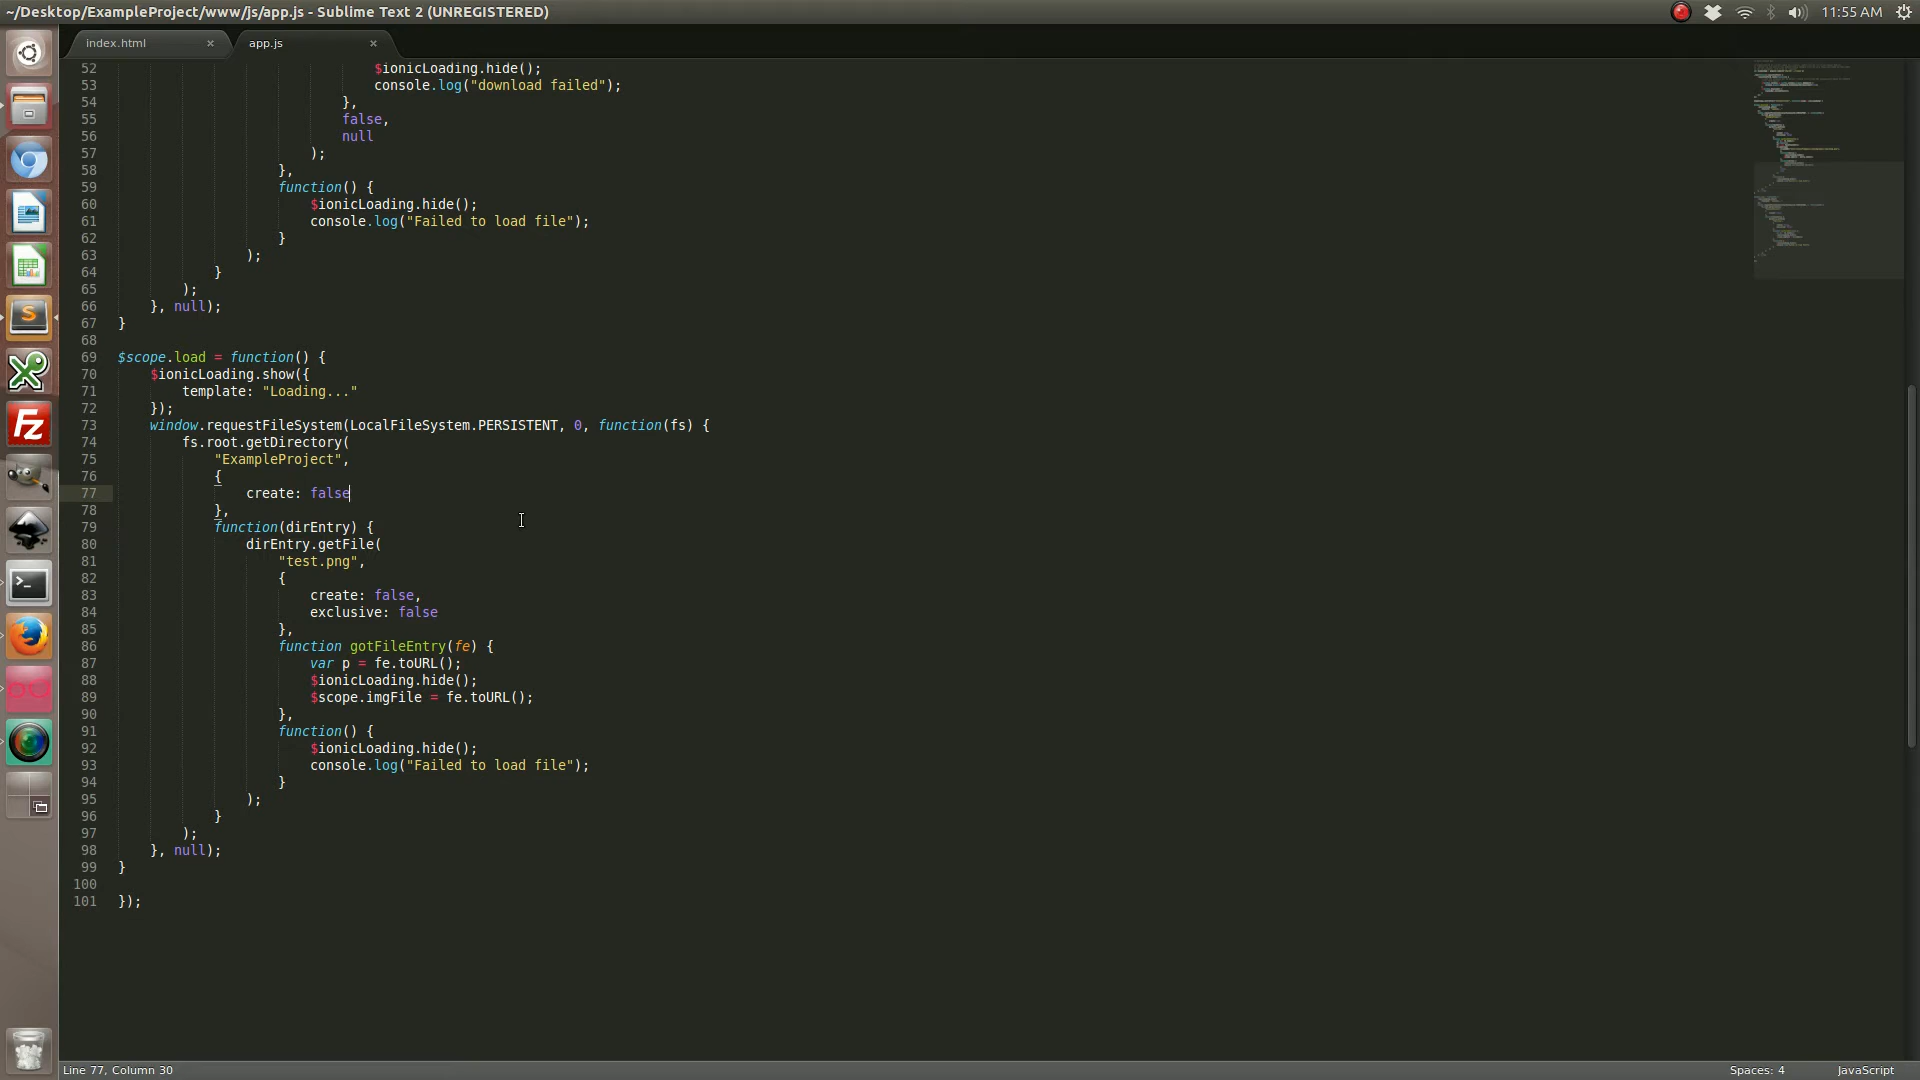 ~/Desktop/ExampleProject/www/js/app.js - Sublime Text 2 (UNREGISTERED)
11:55 AM
index.html × app.js ×
52 $ionicLoading.hide();
53 console.log("download failed");
54 },
55 false,
56 null
57 );
58 },
59 function() {
60 $ionicLoading.hide();
61 console.log("Failed to load file");
62 }
63 );
64 }
65 );
66 }, null);
67 }
68
69 $scope.load = function() {
70 $ionicLoading.show({
71 template: "Loading..."
72 });
73 window.requestFileSystem(LocalFileSystem.PERSISTENT, 0, function(fs) {
74 fs.root.getDirectory(
75 "ExampleProject",
76 {
77 create: false
78 },
79 function(dirEntry) {
80 dirEntry.getFile(
81 "test.png",
82 {
83 create: false,
84 exclusive: false
85 },
86 function gotFileEntry(fe) {
87 var p = fe.toURL();
88 $ionicLoading.hide();
89 $scope.imgFile = fe.toURL();
90 },
91 function() {
92 $ionicLoading.hide();
93 console.log("Failed to load file");
94 }
95 );
96 }
97 );
98 }, null);
99 }
100
101 });
Line 77, Column 30
Spaces: 4
JavaScript